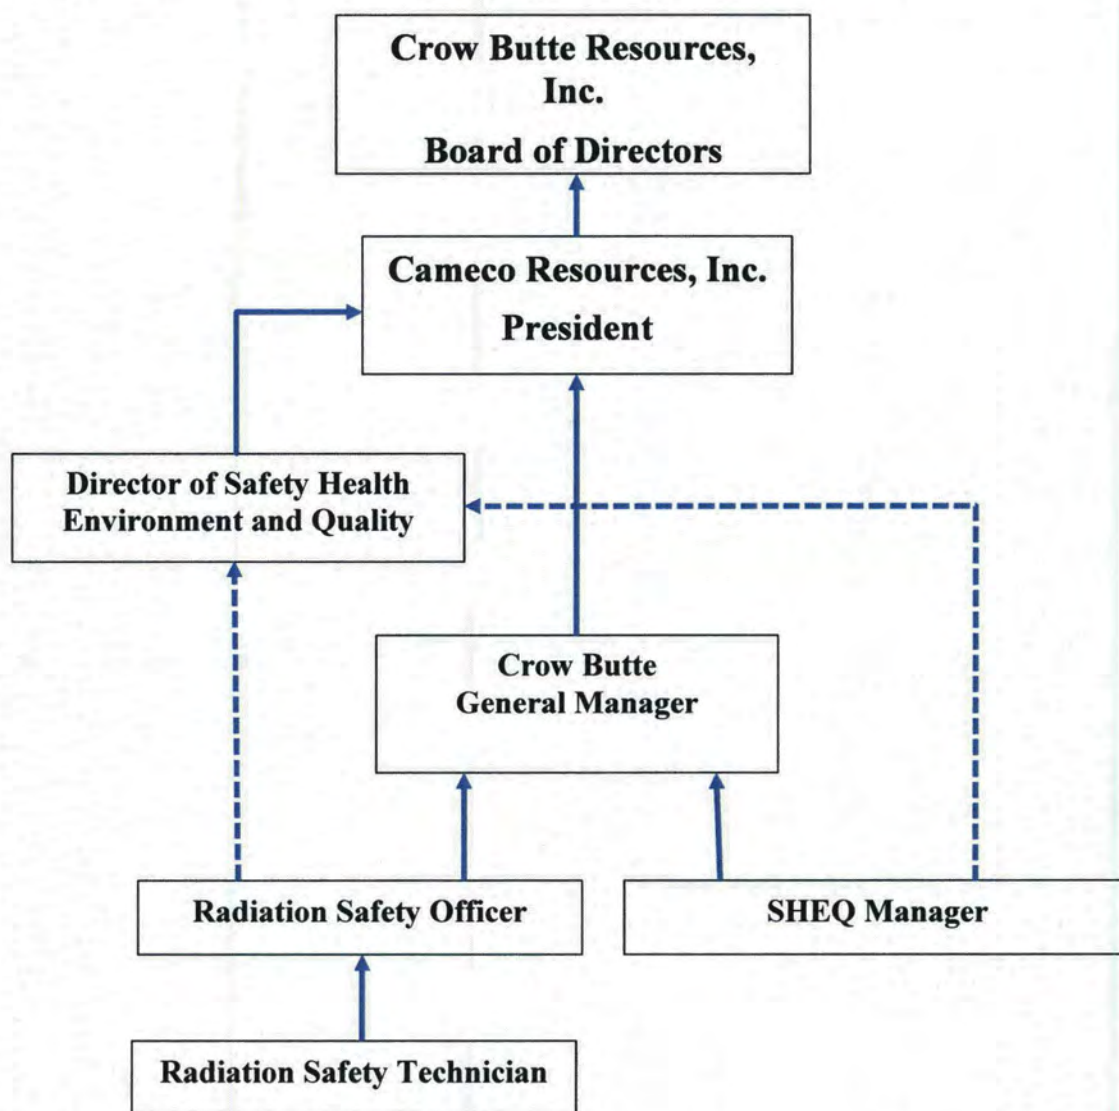 Crow Butte Resources,
Inc.
Board of Directors
Cameco Resources, Inc.
President
Director of Safety Health
Environment and Quality
Crow Butte
General Manager
Radiation Safety Officer
SHEQ Manager
Radiation Safety Technician